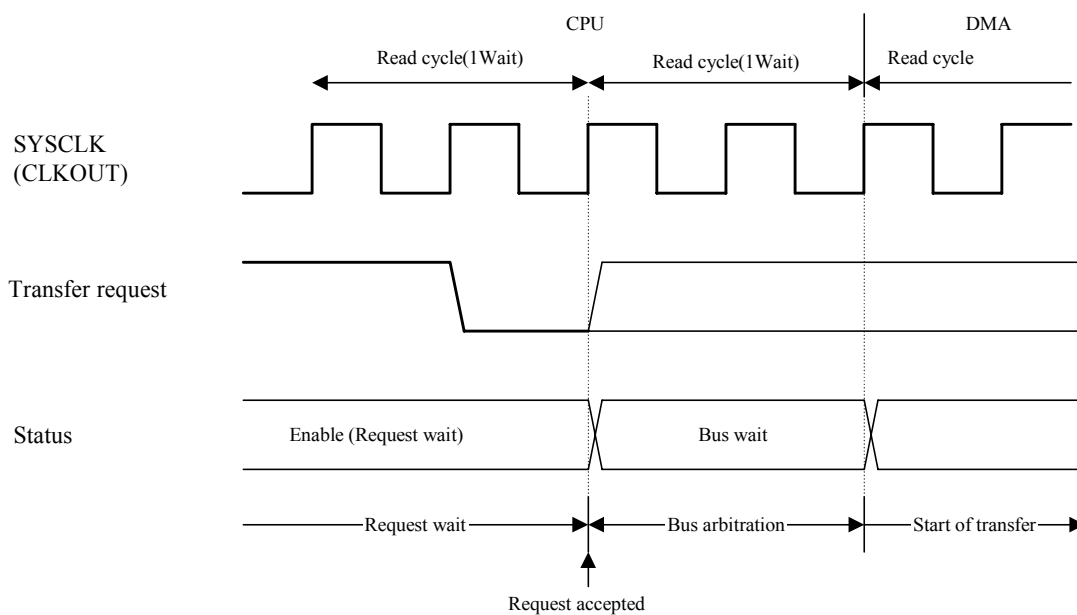 CPU
DMA
Read cycle(1Wait)
Read cycle(1Wait)
Read cycle
SYSCLK
(CLKOUT)
Transfer request
Status
Enable (Request wait)
Bus wait
Request wait
Bus arbitration
Start of transfer
Request accepted